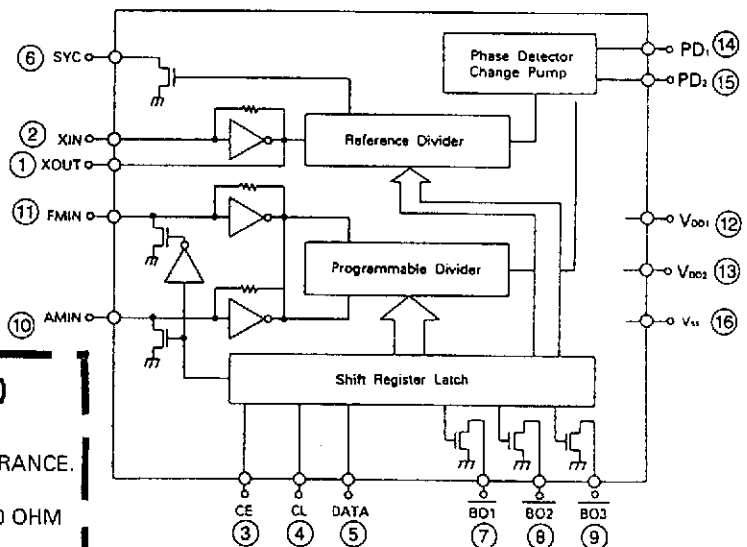 ⑥ SYC
Phase Detector
Change Pump
PD₁ ⑭
PD₂ ⑮
② XIN
① XOUT
Reference Divider
⑪ FMIN
VDD1 ⑫
Programmable Divider
VDD2 ⑬
⑩ AMIN
Vss ⑯
Shift Register Latch
)
RANCE.
0 OHM
CE
CL
DATA
BO1
BO2
BO3
③
④
⑤
⑦
⑧
⑨